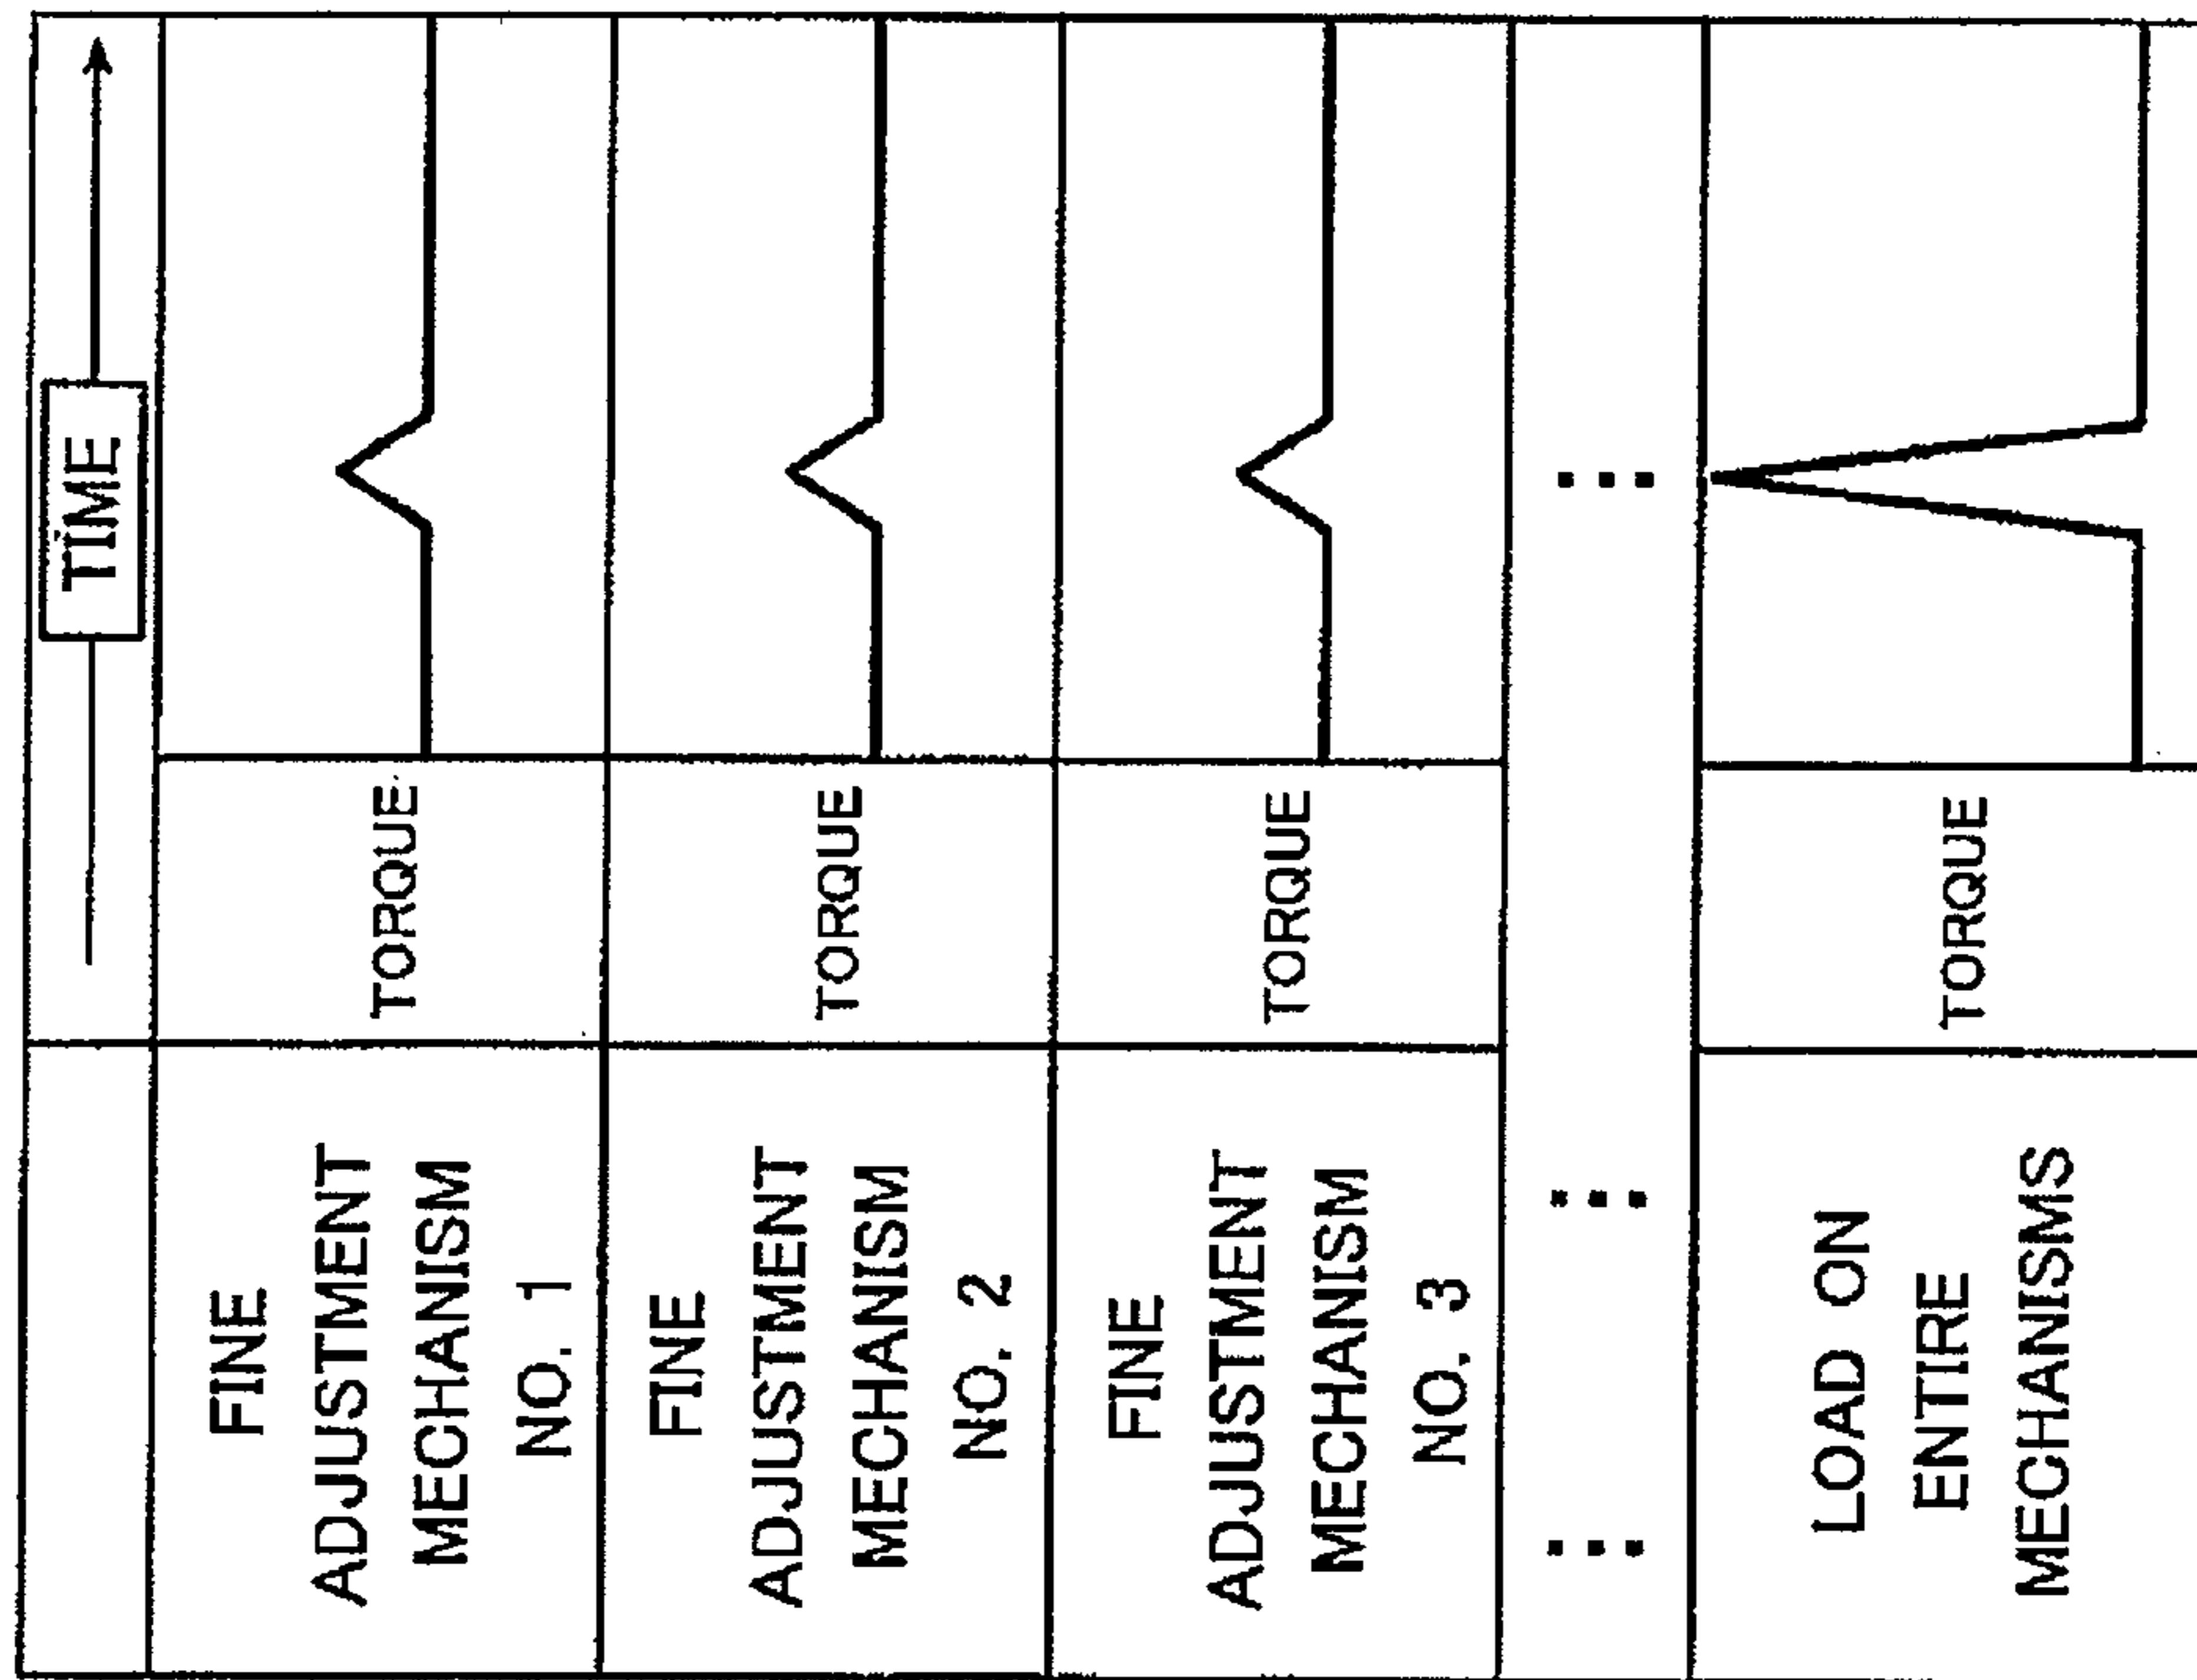 TIME
FINE
ADJUSTMENT
MECHANISM
NO. 1
TORQUE
FINE
ADJUSTMENT
MECHANISM
NO. 2
TORQUE
FINE
ADJUSTMENT
MECHANISM
NO. 3
TORQUE
LOAD ON
ENTIRE
MECHANISMS
TORQUE